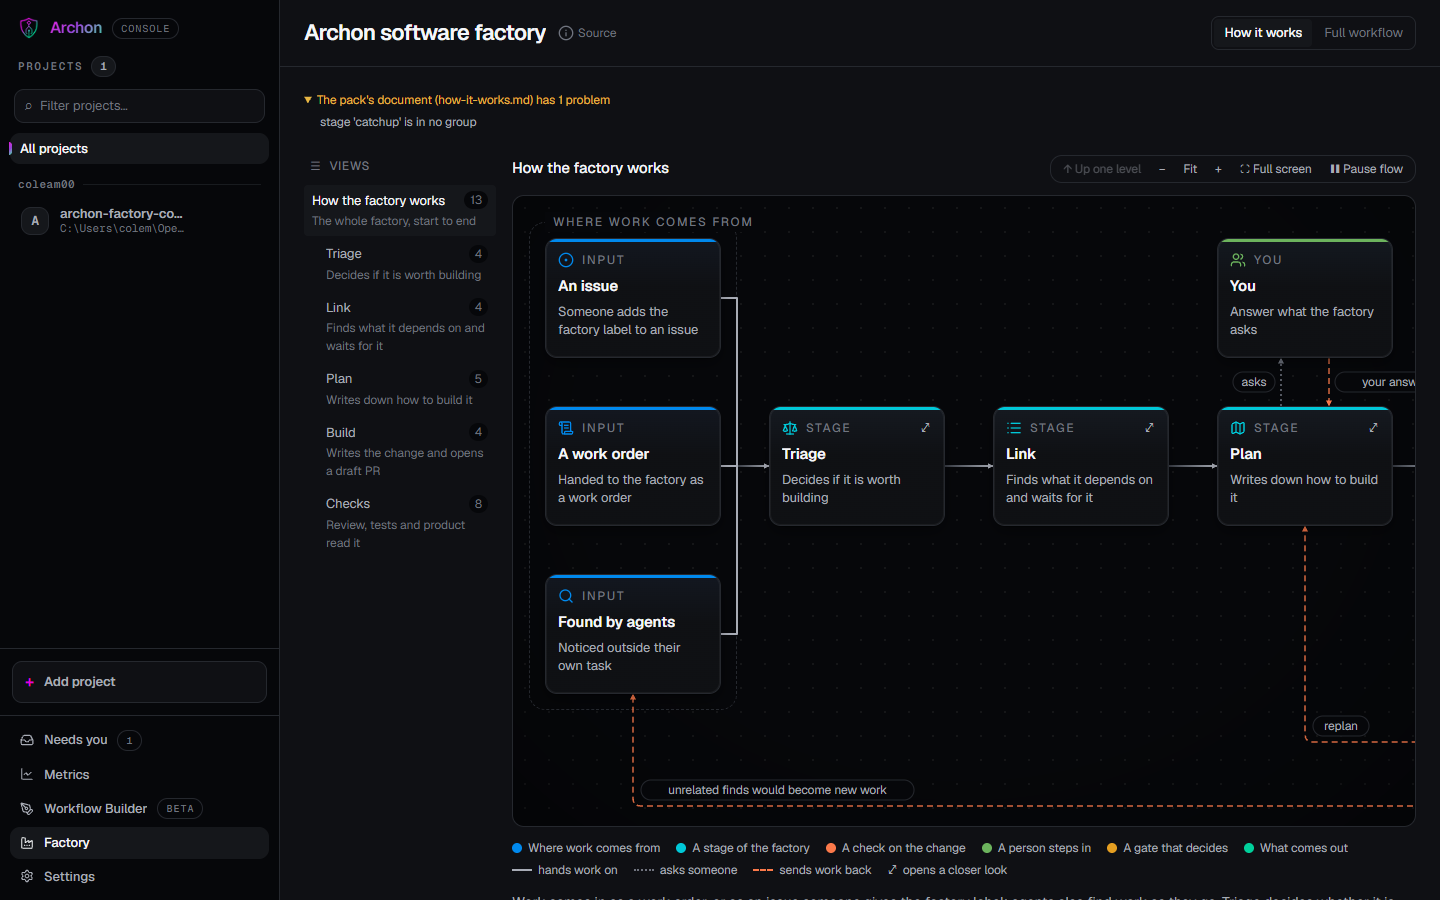 Archon
CONSOLE
PROJECTS 1
Filter projects...
All projects
coleam00
A
archon-factory-co...
C:\Users\colem\Ope...
Add project
Needs you 1
Metrics
Workflow Builder BETA
Factory
Settings
Archon software factory
Source
How it works
Full workflow
The pack's document (how-it-works.md) has 1 problem
stage 'catchup' is in no group
VIEWS
How the factory works 13
The whole factory, start to end
Triage 4
Decides if it is worth building
Link 4
Finds what it depends on and
waits for it
Plan 5
Writes down how to build it
Build 4
Writes the change and opens
a draft PR
Checks 8
Review, tests and product
read it
How the factory works
↑ Up one level
− Fit +
Full screen
Pause flow
WHERE WORK COMES FROM
INPUT
An issue
Someone adds the
factory label to an issue
INPUT
A work order
Handed to the factory as
a work order
INPUT
Found by agents
Noticed outside their
own task
STAGE
Triage
Decides if it is worth
building
STAGE
Link
Finds what it depends on
and waits for it
YOU
You
Answer what the factory
asks
asks
your answ
STAGE
Plan
Writes down how to build
it
replan
unrelated finds would become new work
Where work comes from
A stage of the factory
A check on the change
A person steps in
A gate that decides
What comes out
hands work on
asks someone
sends work back
opens a closer look